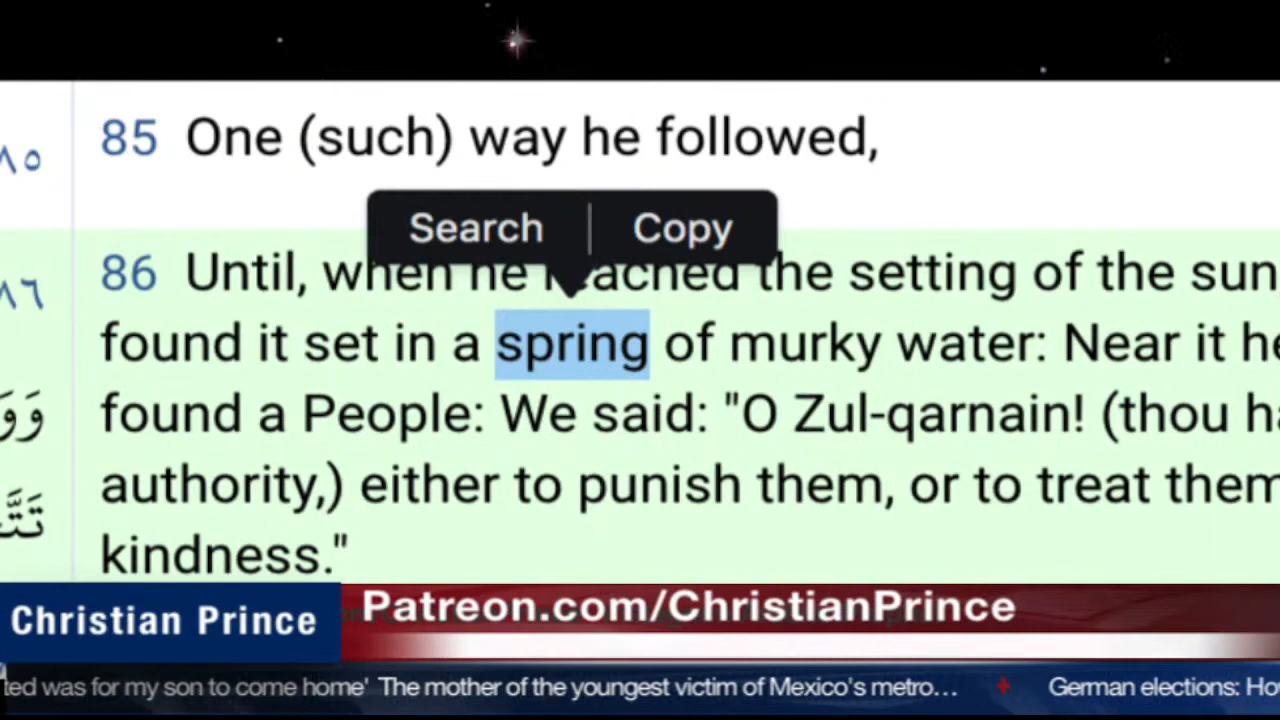 85 One (such) way he followed,
٨٥
Search Copy
86 Until, when he reached the setting of the sun
٨٦
found it set in a spring of murky water: Near it he
found a People: We said: "O Zul-qarnain! (thou ha
authority,) either to punish them, or to treat them
kindness."
Christian Prince
Patreon.com/ChristianPrince
ted was for my son to come home' The mother of the youngest victim of Mexico's metro… German elections: Ho